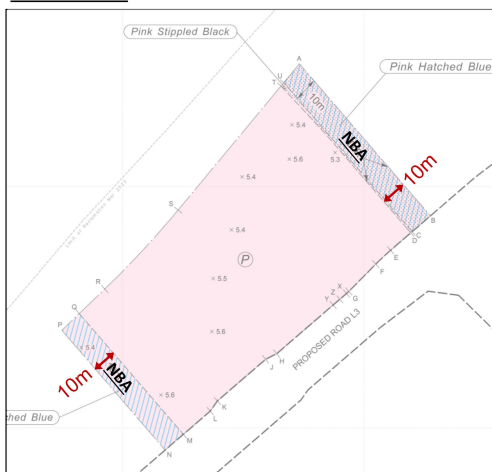 Pink Stippled Black
A
Pink Hatched Blue
U
T
10m
× 5.4
NBA
× 5.6
5.3
× 5.4
10m
S
B
× 5.4
C
D
E
P
F
R
× 5.5
X
Z
G
Y
Q
PROPOSED ROAD L3
P
× 5.6
× 5.4
H
J
10m
NBA
× 5.6
K
L
ched Blue
M
N